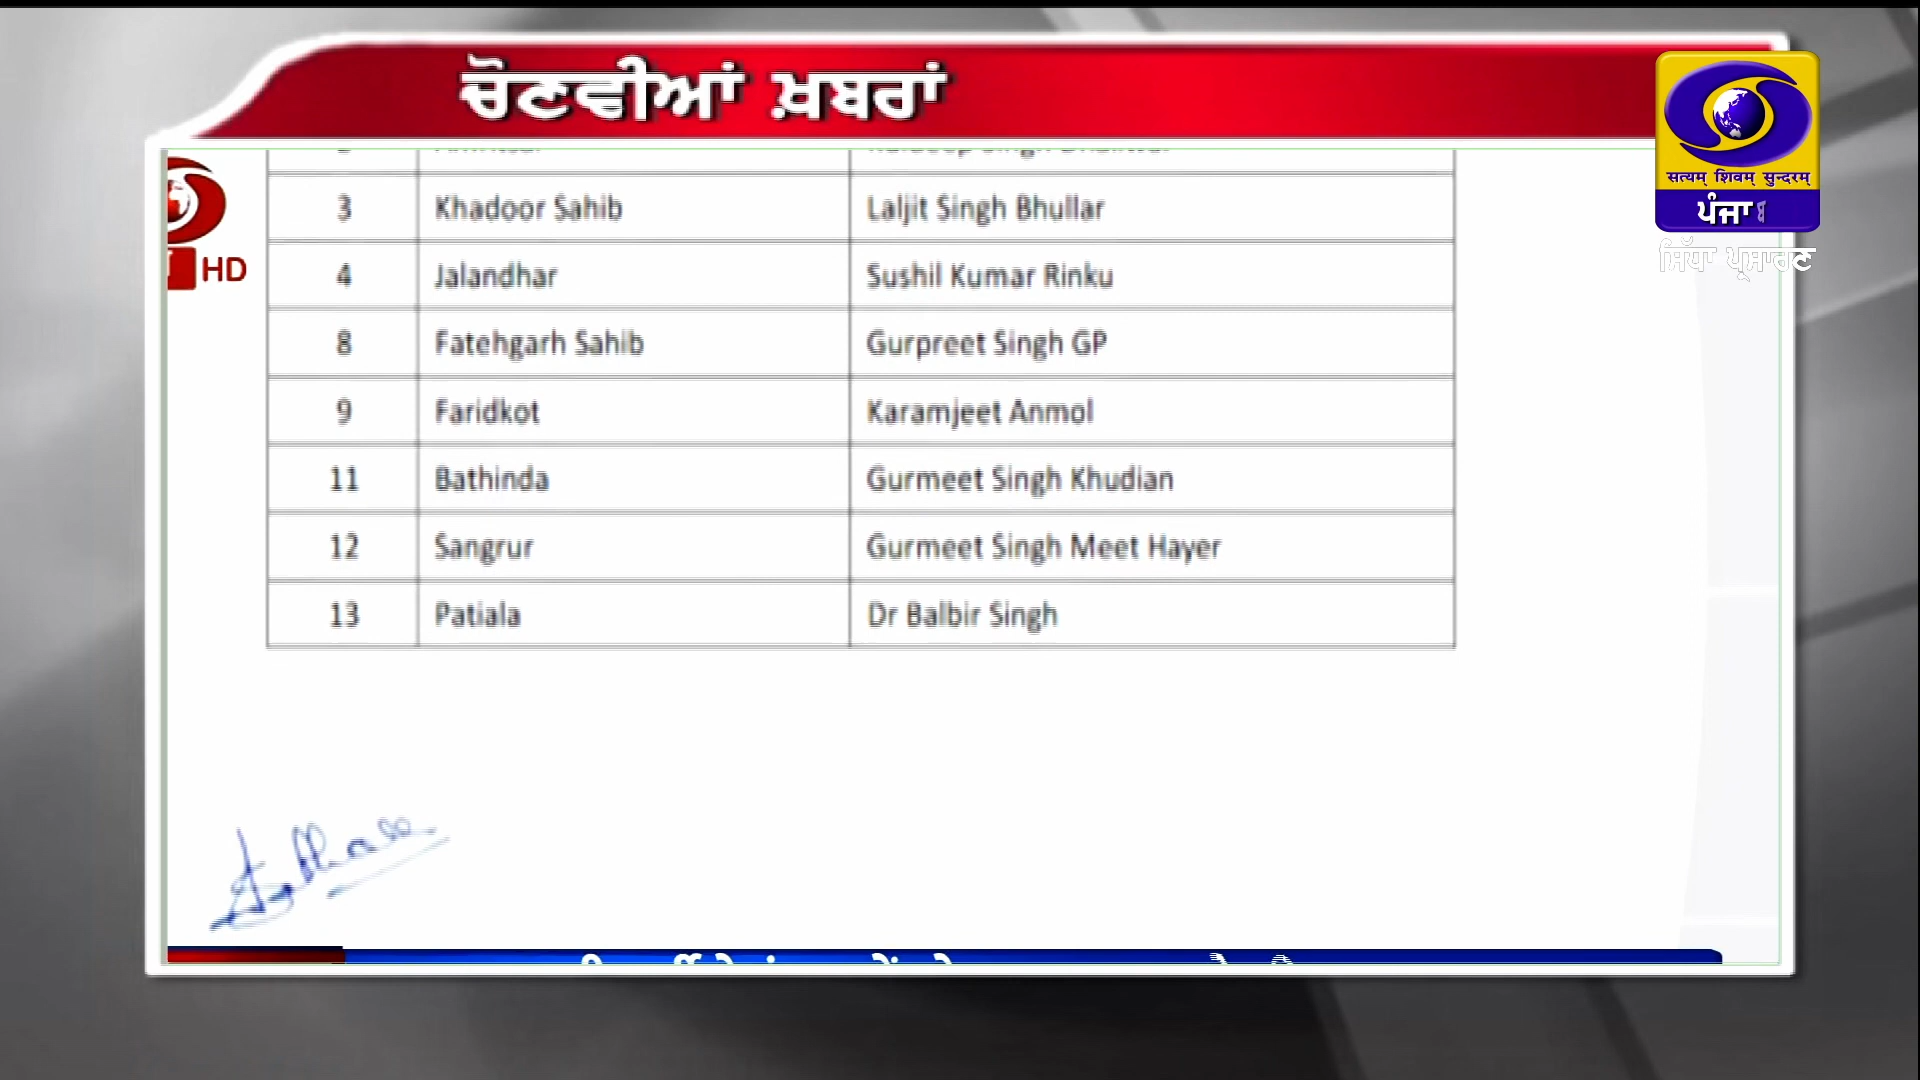 ਚੋਣਵੀਆਂ ਖ਼ਬਰਾਂ
सत्यम् शिवम् सुन्दरम्
ਪੰਜਾਬ
ਸਿੱਧਾ ਪ੍ਰਸਾਰਣ
HD
3 Khadoor Sahib Laljit Singh Bhullar
4 Jalandhar Sushil Kumar Rinku
8 Fatehgarh Sahib Gurpreet Singh GP
9 Faridkot Karamjeet Anmol
11 Bathinda Gurmeet Singh Khudian
12 Sangrur Gurmeet Singh Meet Hayer
13 Patiala Dr Balbir Singh